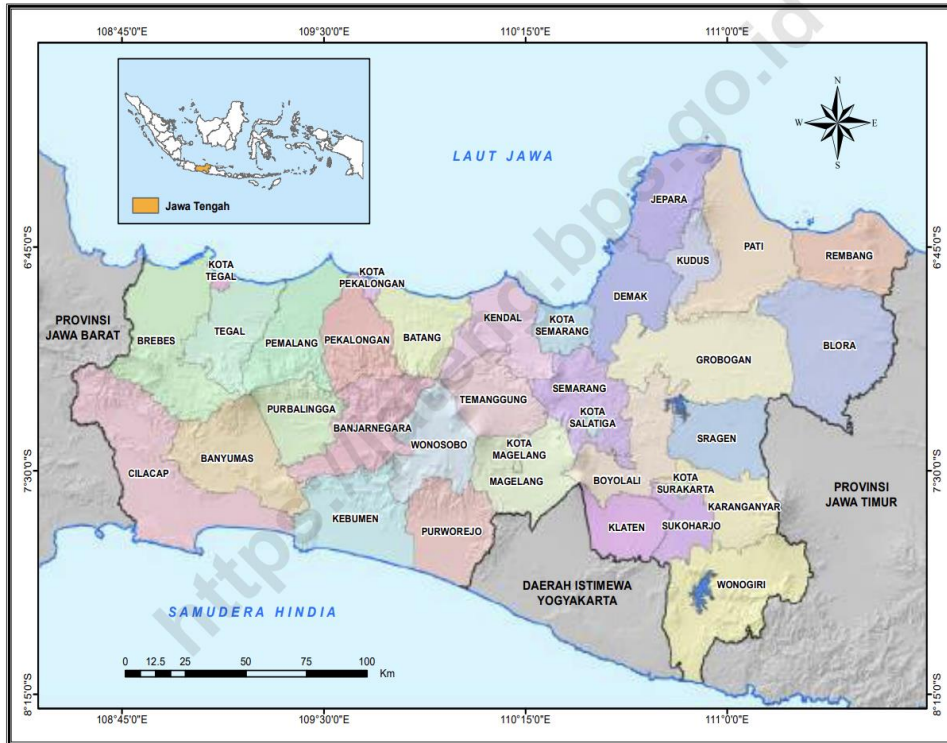 108°45'0"E
109°30'0"E
110°15'0"E
111°0'0"E
N
W
E
S
LAUT JAWA
Jawa Tengah
6°45'0"S
6°45'0"S
JEPARA
PATI
KUDUS
REMBANG
DEMAK
KOTA
TEGAL
KOTA
PEKALONGAN
PROVINSI
JAWA BARAT
BREBES
TEGAL
PEMALANG
PEKALONGAN
BATANG
KENDAL
KOTA
SEMARANG
GROBOGAN
BLORA
SEMARANG
PURBALINGGA
BANJARNEGARA
TEMANGGUNG
KOTA
SALATIGA
WONOSOBO
SRAGEN
CILACAP
BANYUMAS
KOTA
MAGELANG
MAGELANG
BOYOLALI
KOTA
SURAKARTA
KARANGANYAR
PROVINSI
JAWA TIMUR
7°30'0"S
7°30'0"S
KEBUMEN
PURWOREJO
KLATEN
SUKOHARJO
DAERAH ISTIMEWA
YOGYAKARTA
WONOGIRI
SAMUDERA HINDIA
0 12.5 25 50 75 100
Km
8°15'0"S
8°15'0"S
108°45'0"E
109°30'0"E
110°15'0"E
111°0'0"E
https://jateng.bps.go.id